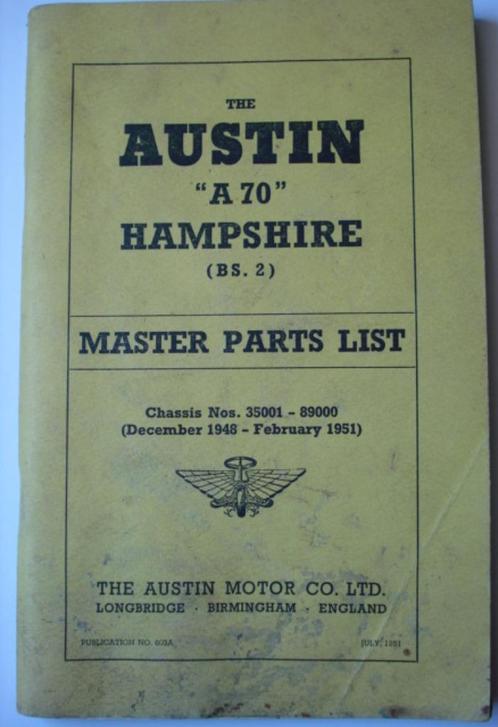 THE
AUSTIN
"A 70"
HAMPSHIRE
(BS. 2)
MASTER PARTS LIST
Chassis Nos. 35001 - 89000
(December 1948 - February 1951)
THE AUSTIN MOTOR CO. LTD.
LONGBRIDGE · BIRMINGHAM · ENGLAND
PUBLICATION NO. 603A
JULY, 1951